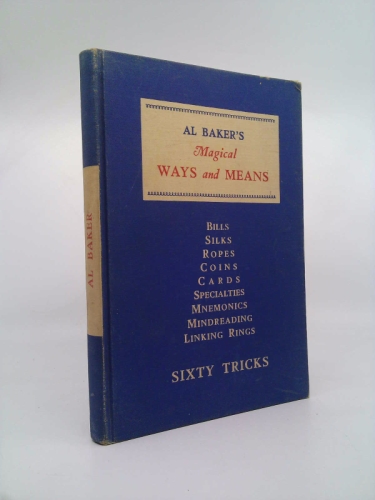 AL BAKER'S
Magical
WAYS and MEANS
BILLS
SILKS
ROPES
COINS
CARDS
SPECIALTIES
MNEMONICS
MINDREADING
LINKING RINGS
SIXTY TRICKS
AL BAKER